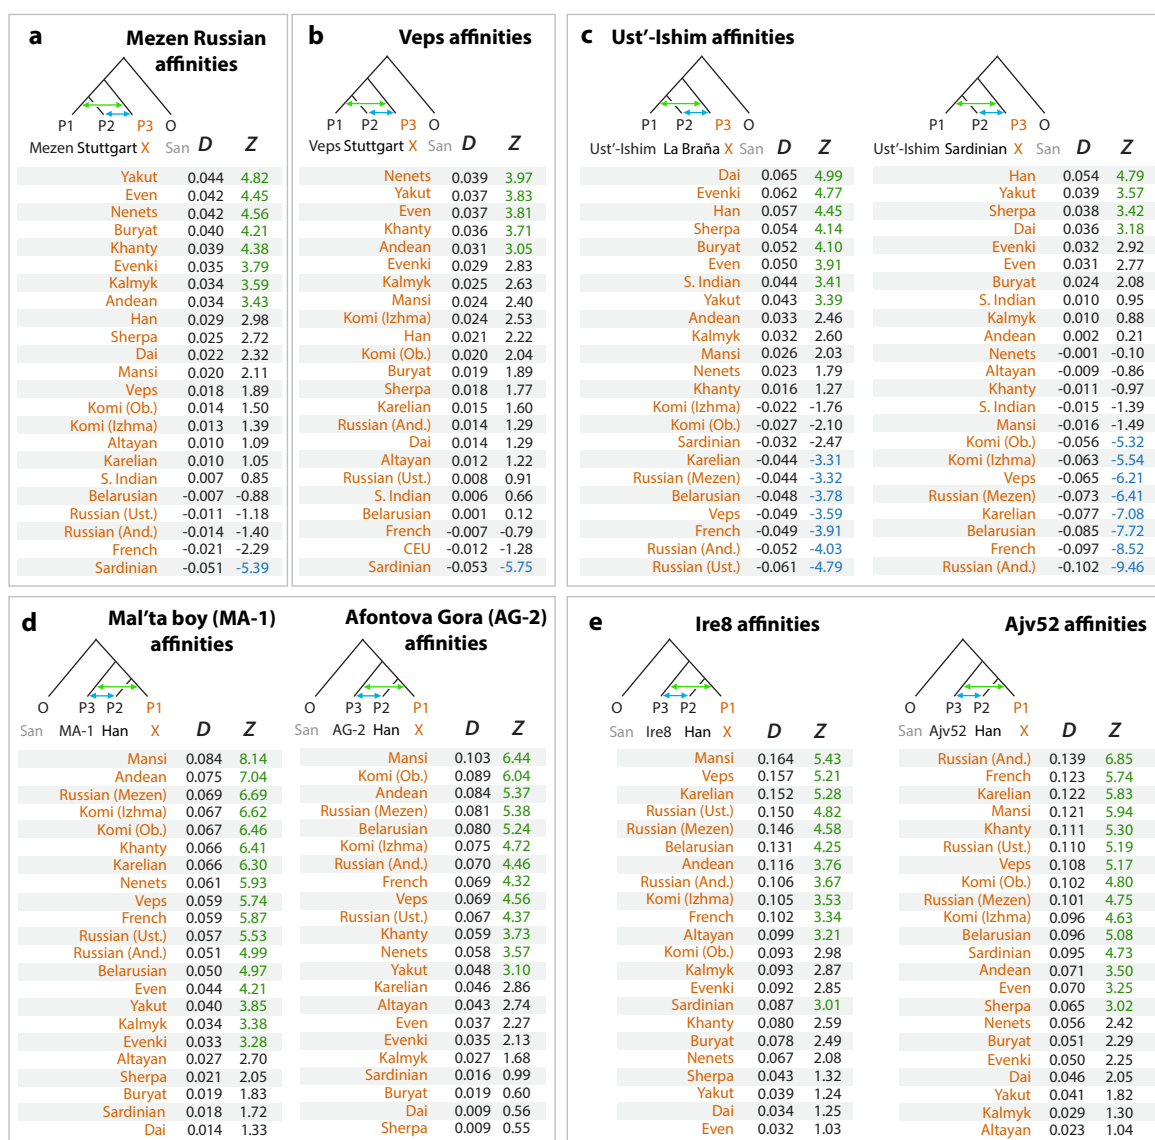 a Mezen Russian
affinities
P1 P2 P3 O
Mezen Stuttgart X San D Z
Yakut 0.044 4.82
Even 0.042 4.45
Nenets 0.042 4.56
Buryat 0.040 4.21
Khanty 0.039 4.38
Evenki 0.035 3.79
Kalmyk 0.034 3.59
Andean 0.034 3.43
Han 0.029 2.98
Sherpa 0.025 2.72
Dai 0.022 2.32
Mansi 0.020 2.11
Veps 0.018 1.89
Komi (Ob.) 0.014 1.50
Komi (Izhma) 0.013 1.39
Altayan 0.010 1.09
Karelian 0.010 1.05
S. Indian 0.007 0.85
Belarusian -0.007 -0.88
Russian (Ust.) -0.011 -1.18
Russian (And.) -0.014 -1.40
French -0.021 -2.29
Sardinian -0.051 -5.39
b Veps affinities
P1 P2 P3 O
Veps Stuttgart X San D Z
Nenets 0.039 3.97
Yakut 0.037 3.83
Even 0.037 3.81
Khanty 0.036 3.71
Andean 0.031 3.05
Evenki 0.029 2.83
Kalmyk 0.025 2.63
Mansi 0.024 2.40
Komi (Izhma) 0.024 2.53
Han 0.021 2.22
Komi (Ob.) 0.020 2.04
Buryat 0.019 1.89
Sherpa 0.018 1.77
Karelian 0.015 1.60
Russian (And.) 0.014 1.29
Dai 0.014 1.29
Altayan 0.012 1.22
Russian (Ust.) 0.008 0.91
S. Indian 0.006 0.66
Belarusian 0.001 0.12
French -0.007 -0.79
CEU -0.012 -1.28
Sardinian -0.053 -5.75
c Ust'-Ishim affinities
P1 P2 P3 O
Ust'-Ishim La Braña X San D Z
Dai 0.065 4.99
Evenki 0.062 4.77
Han 0.057 4.45
Sherpa 0.054 4.14
Buryat 0.052 4.10
Even 0.050 3.91
S. Indian 0.044 3.41
Yakut 0.043 3.39
Andean 0.033 2.46
Kalmyk 0.032 2.60
Mansi 0.026 2.03
Nenets 0.023 1.79
Khanty 0.016 1.27
Komi (Izhma) -0.022 -1.76
Komi (Ob.) -0.027 -2.10
Sardinian -0.032 -2.47
Karelian -0.044 -3.31
Russian (Mezen) -0.044 -3.32
Belarusian -0.048 -3.78
Veps -0.049 -3.59
French -0.049 -3.91
Russian (And.) -0.052 -4.03
Russian (Ust.) -0.061 -4.79
P1 P2 P3 O
Ust'-Ishim Sardinian X San D Z
Han 0.054 4.79
Yakut 0.039 3.57
Sherpa 0.038 3.42
Dai 0.036 3.18
Evenki 0.032 2.92
Even 0.031 2.77
Buryat 0.024 2.08
S. Indian 0.010 0.95
Kalmyk 0.010 0.88
Andean 0.002 0.21
Nenets -0.001 -0.10
Altayan -0.009 -0.86
Khanty -0.011 -0.97
S. Indian -0.015 -1.39
Mansi -0.016 -1.49
Komi (Ob.) -0.056 -5.32
Komi (Izhma) -0.063 -5.54
Veps -0.065 -6.21
Russian (Mezen) -0.073 -6.41
Karelian -0.077 -7.08
Belarusian -0.085 -7.72
French -0.097 -8.52
Russian (And.) -0.102 -9.46
d Mal'ta boy (MA-1)
affinities
O P3 P2 P1
San MA-1 Han X D Z
Mansi 0.084 8.14
Andean 0.075 7.04
Russian (Mezen) 0.069 6.69
Komi (Izhma) 0.067 6.62
Komi (Ob.) 0.067 6.46
Khanty 0.066 6.41
Karelian 0.066 6.30
Nenets 0.061 5.93
Veps 0.059 5.74
French 0.059 5.87
Russian (Ust.) 0.057 5.53
Russian (And.) 0.051 4.99
Belarusian 0.050 4.97
Even 0.044 4.21
Yakut 0.040 3.85
Kalmyk 0.034 3.38
Evenki 0.033 3.28
Altayan 0.027 2.70
Sherpa 0.021 2.05
Buryat 0.019 1.83
Sardinian 0.018 1.72
Dai 0.014 1.33
Afontova Gora (AG-2)
affinities
O P3 P2 P1
San AG-2 Han X D Z
Mansi 0.103 6.44
Komi (Ob.) 0.089 6.04
Andean 0.084 5.37
Russian (Mezen) 0.081 5.38
Belarusian 0.080 5.24
Komi (Izhma) 0.075 4.72
Russian (And.) 0.070 4.46
French 0.069 4.32
Veps 0.069 4.56
Russian (Ust.) 0.067 4.37
Khanty 0.059 3.73
Nenets 0.058 3.57
Yakut 0.048 3.10
Karelian 0.046 2.86
Altayan 0.043 2.74
Even 0.037 2.27
Evenki 0.035 2.13
Kalmyk 0.027 1.68
Sardinian 0.016 0.99
Buryat 0.019 0.60
Dai 0.009 0.56
Sherpa 0.009 0.55
e Ire8 affinities
O P3 P2 P1
San Ire8 Han X D Z
Mansi 0.164 5.43
Veps 0.157 5.21
Karelian 0.152 5.28
Russian (Ust.) 0.150 4.82
Russian (Mezen) 0.146 4.58
Belarusian 0.131 4.25
Andean 0.116 3.76
Russian (And.) 0.106 3.67
Komi (Izhma) 0.105 3.53
French 0.102 3.34
Altayan 0.099 3.21
Komi (Ob.) 0.093 2.98
Kalmyk 0.093 2.87
Evenki 0.092 2.85
Sardinian 0.087 3.01
Khanty 0.080 2.59
Buryat 0.078 2.49
Nenets 0.067 2.08
Sherpa 0.043 1.32
Yakut 0.039 1.24
Dai 0.034 1.25
Even 0.032 1.03
Ajv52 affinities
O P3 P2 P1
San Ajv52 Han X D Z
Russian (And.) 0.139 6.85
French 0.123 5.74
Karelian 0.122 5.83
Mansi 0.121 5.94
Khanty 0.111 5.30
Russian (Ust.) 0.110 5.19
Veps 0.108 5.17
Komi (Ob.) 0.102 4.80
Russian (Mezen) 0.101 4.75
Komi (Izhma) 0.096 4.63
Belarusian 0.096 5.08
Sardinian 0.095 4.73
Andean 0.071 3.50
Even 0.070 3.25
Sherpa 0.065 3.02
Nenets 0.056 2.42
Buryat 0.051 2.29
Evenki 0.050 2.25
Dai 0.046 2.05
Yakut 0.041 1.82
Kalmyk 0.029 1.30
Altayan 0.023 1.04